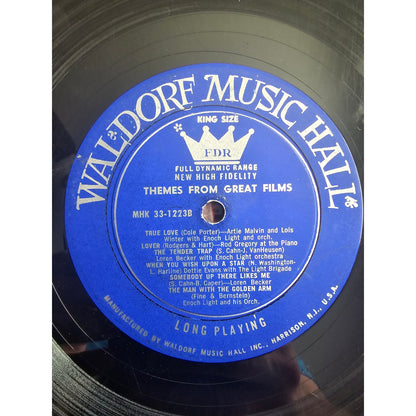 WALDORF MUSIC HALL
KING SIZE
FDR
FULL DYNAMIC RANGE
NEW HIGH FIDELITY
THEMES FROM GREAT FILMS
MHK 33-1223B
TRUE LOVE (Cole Porter)—Artie Malvin and Lois
Winter with Enoch Light and orch.
LOVER (Rodgers & Hart)—Rod Gregory at the Piano
THE TENDER TRAP (S. Cahn-J. VanHeusen)
Loren Becker with Enoch Light orchestra
WHEN YOU WISH UPON A STAR (N. Washington-
L. Harline) Dottie Evans with The Light Brigade
SOMEBODY UP THERE LIKES ME
(S. Cahn-B. Caper)—Loren Becker
THE MAN WITH THE GOLDEN ARM
(Fine & Bernstein)
Enoch Light and his Orch.
LONG PLAYING
MANUFACTURED BY WALDORF MUSIC HALL INC., HARRISON, N.J., U.S.A.